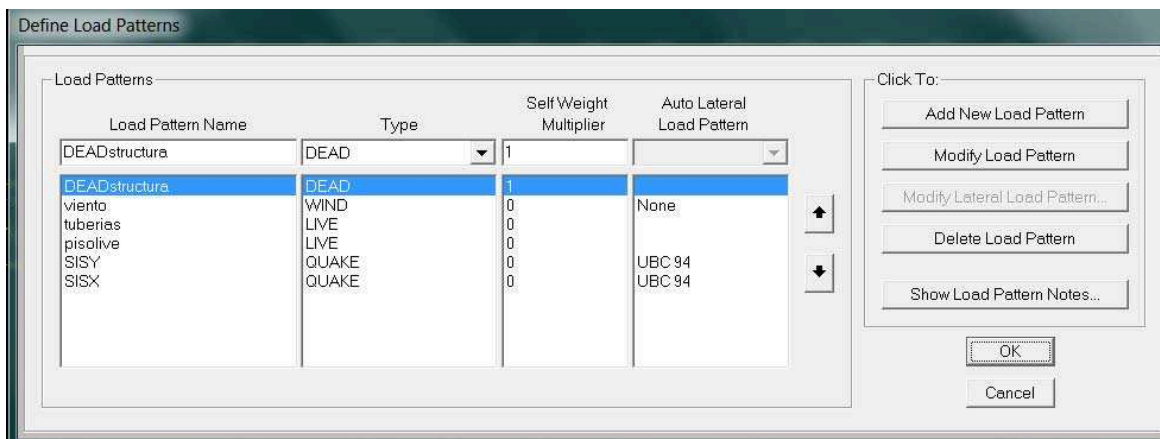 Define Load Patterns
Load Patterns
Load Pattern Name Type Self Weight Multiplier Auto Lateral Load Pattern
DEADstructura DEAD 1
DEADstructura DEAD 1
viento WIND 0 None
tuberias LIVE 0
pisolive LIVE 0
SISY QUAKE 0 UBC 94
SISX QUAKE 0 UBC 94
Click To:
Add New Load Pattern
Modify Load Pattern
Modify Lateral Load Pattern...
Delete Load Pattern
Show Load Pattern Notes...
OK
Cancel